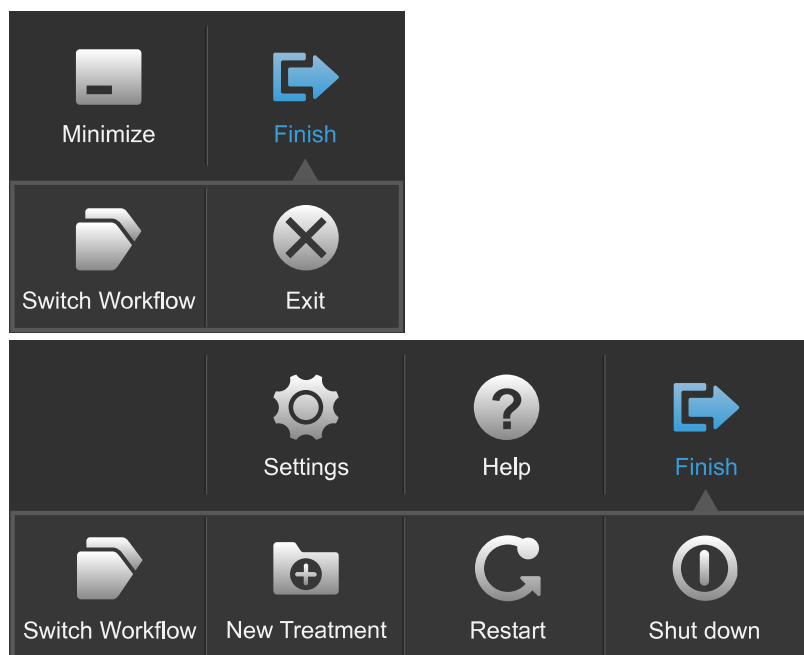 Minimize
Finish
Switch Workflow
Exit
Settings
Help
Finish
Switch Workflow
New Treatment
Restart
Shut down